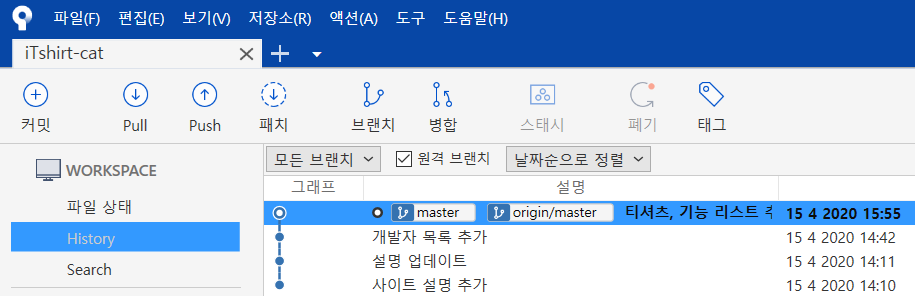 파일(F) 편집(E) 보기(V) 저장소(R) 액션(A) 도구 도움말(H)
iTshirt-cat
커밋 Pull Push 패치 브랜치 병합 스태시 폐기 태그
WORKSPACE
파일 상태
History
Search
모든 브랜치 원격 브랜치 날짜순으로 정렬
그래프 설명
master origin/master 티셔츠, 기능 리스트 15 4 2020 15:55
개발자 목록 추가 15 4 2020 14:42
설명 업데이트 15 4 2020 14:11
사이트 설명 추가 15 4 2020 14:10